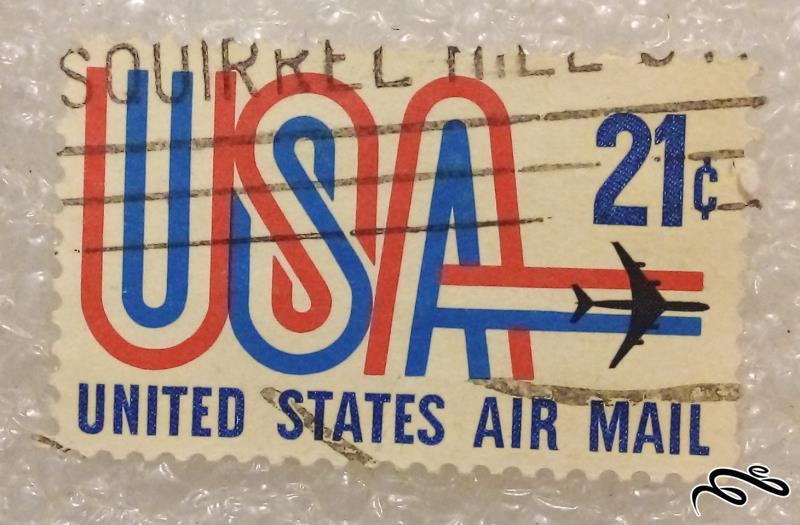 SQUIRREL HILL
USA
21¢
UNITED STATES AIR MAIL